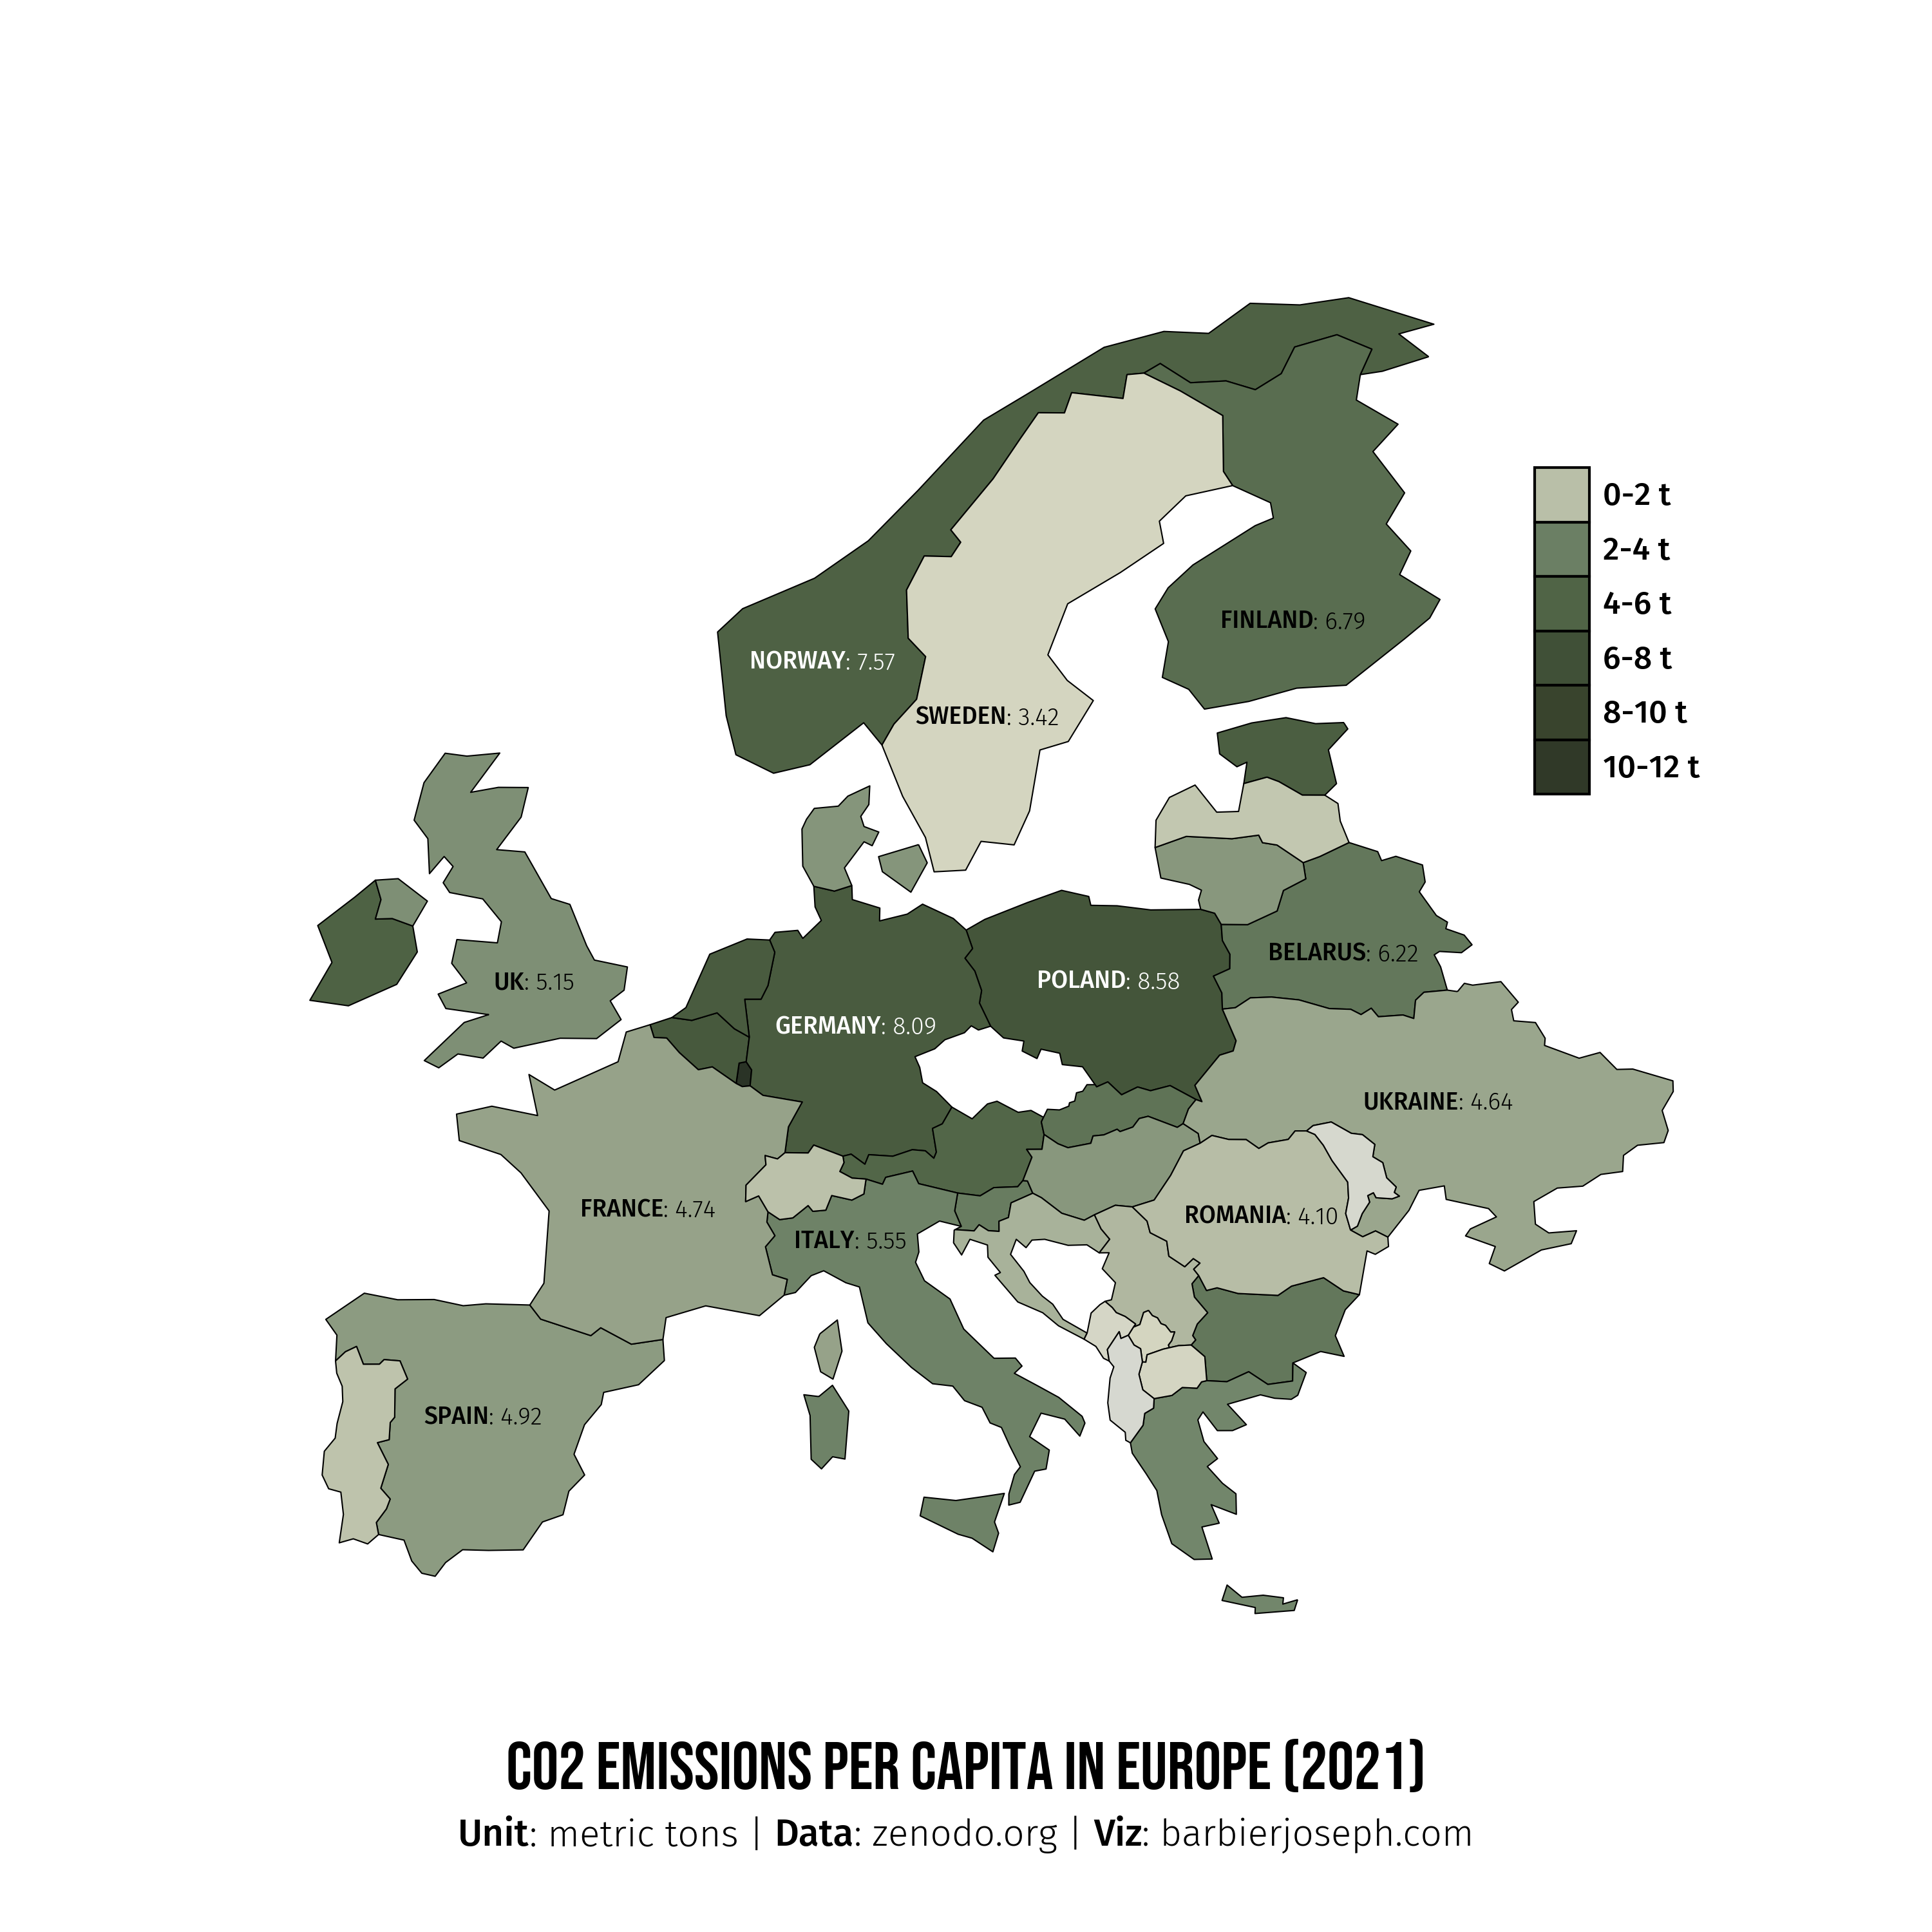 NORWAY: 7.57
SWEDEN: 3.42
FINLAND: 6.79
0-2 t
2-4 t
4-6 t
6-8 t
8-10 t
10-12 t
UK: 5.15
BELARUS: 6.22
POLAND: 8.58
GERMANY: 8.09
UKRAINE: 4.64
FRANCE: 4.74
ROMANIA: 4.10
ITALY: 5.55
SPAIN: 4.92
CO2 EMISSIONS PER CAPITA IN EUROPE (2021)
Unit: metric tons | Data: zenodo.org | Viz: barbierjoseph.com